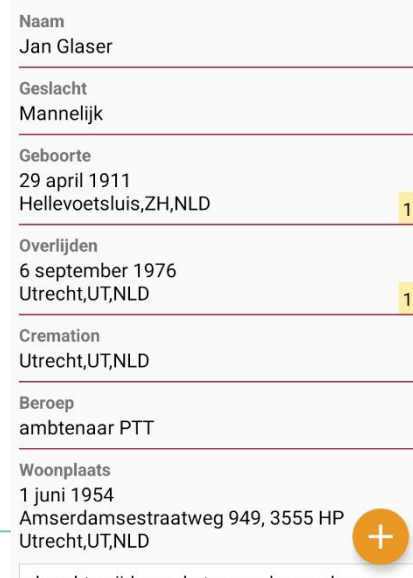 Naam
Jan Glaser
Geslacht
Mannelijk
Geboorte
29 april 1911
Hellevoetsluis,ZH,NLD
1
Overlijden
6 september 1976
Utrecht,UT,NLD
1
Cremation
Utrecht,UT,NLD
Beroep
ambtenaar PTT
Woonplaats
1 juni 1954
Amserdamsestraatweg 949, 3555 HP
Utrecht,UT,NLD